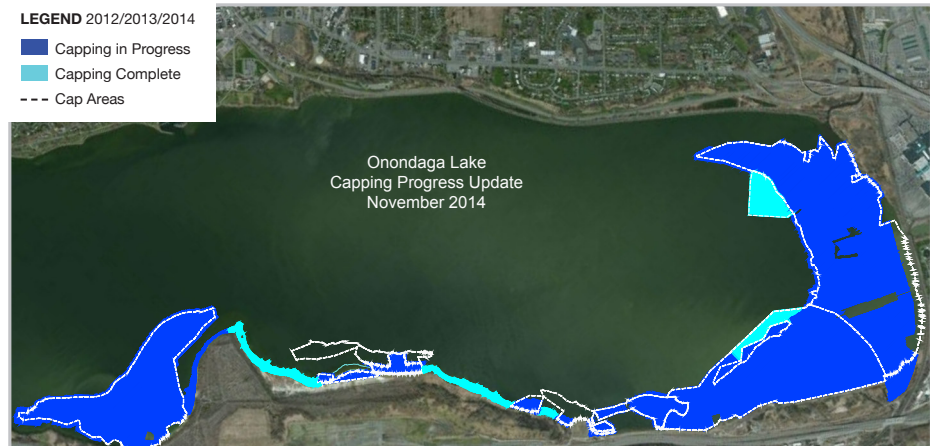 LEGEND 2012/2013/2014
Capping in Progress
Capping Complete
Cap Areas
Onondaga Lake
Capping Progress Update
November 2014